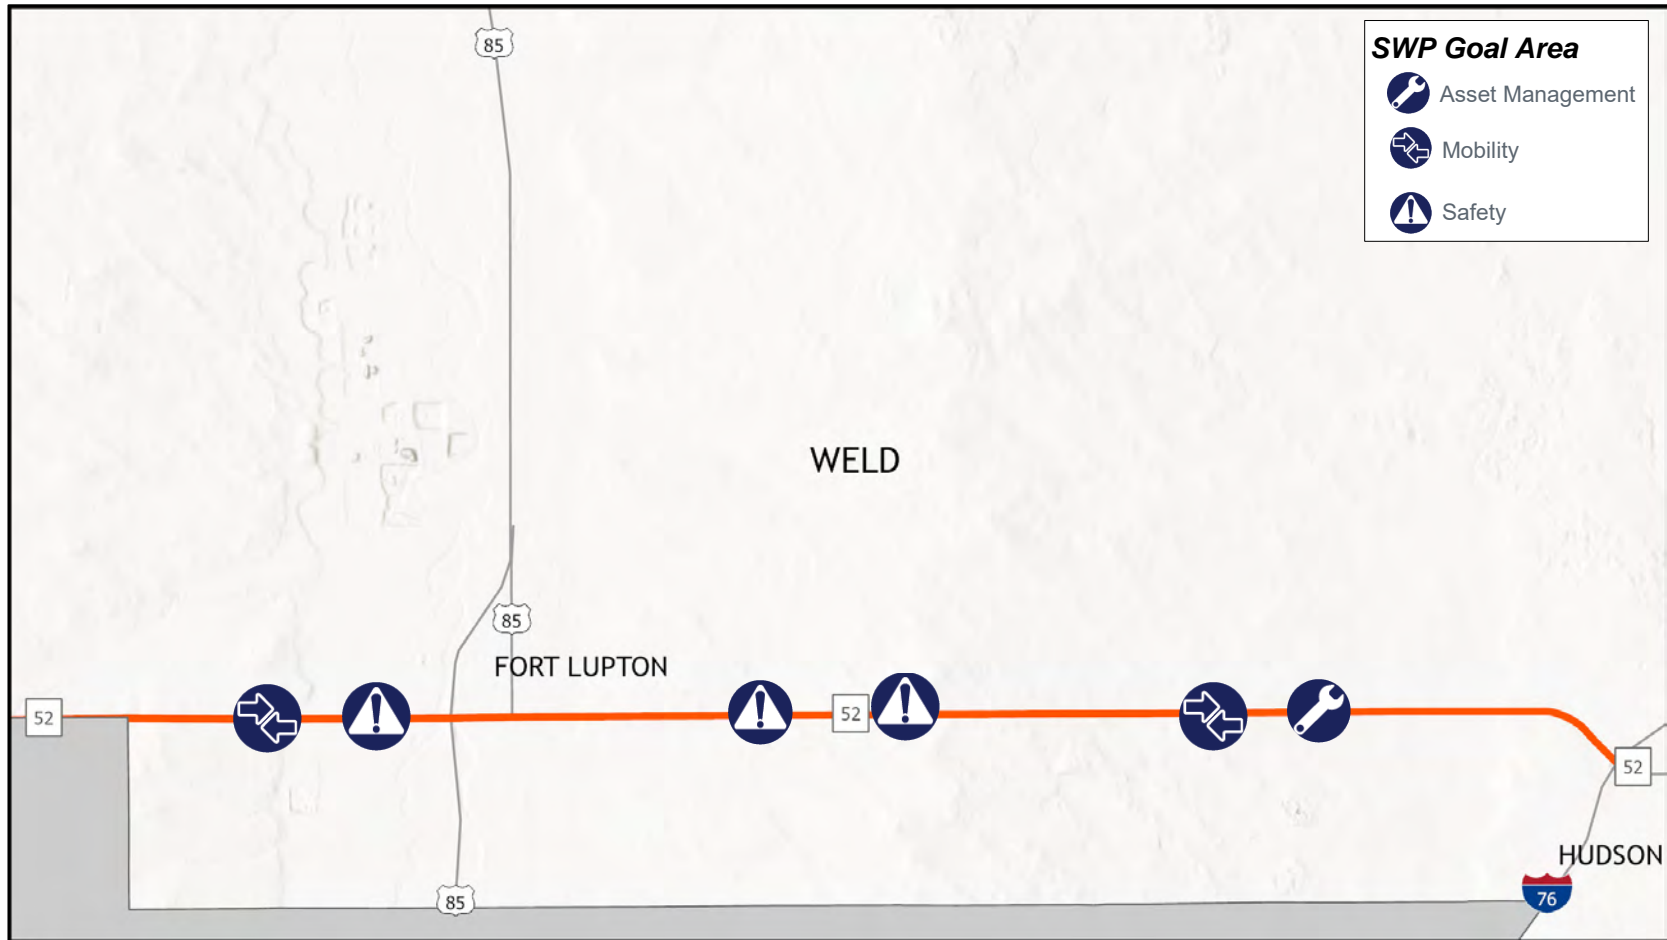 85
SWP Goal Area
Asset Management
Mobility
Safety
WELD
85
FORT LUPTON
52
52
52
HUDSON
76
85